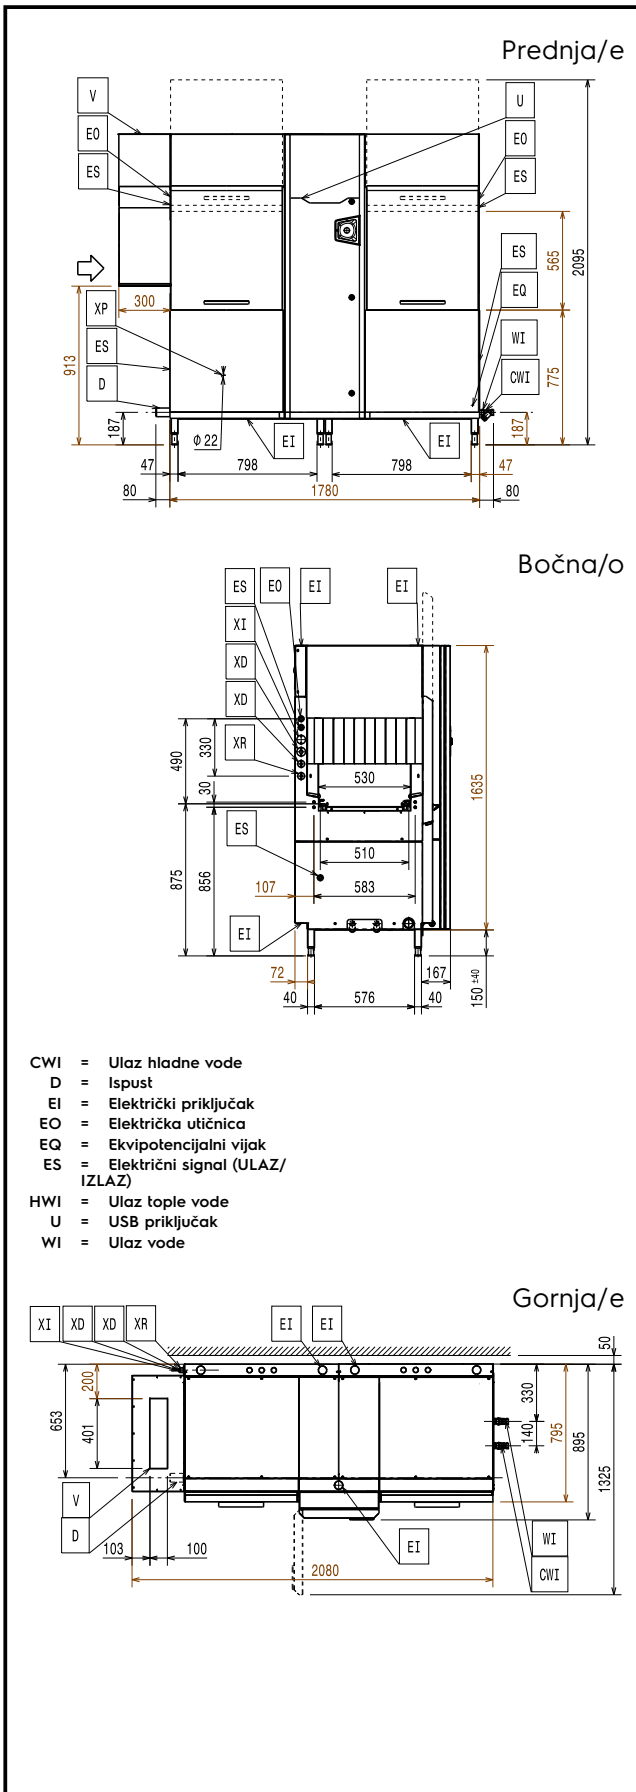 Prednja/e
V
EO
ES
U
EO
ES
ES
EQ
WI
CWI
XP
ES
D
300
913
187
565
775
2095
187
Φ 22
EI
EI
47
798
798
47
80
1780
80
Bočna/o
ES
EO
EI
EI
XI
XD
XD
XR
490
330
30
530
1635
ES
510
875
856
107
583
EI
72
167
150 ±40
40
576
40
CWI = Ulaz hladne vode
D = Ispust
EI = Električki priključak
EO = Električka utičnica
EQ = Ekvipotencijalni vijak
ES = Električni signal (ULAZ/
IZLAZ)
HWI = Ulaz tople vode
U = USB priključak
WI = Ulaz vode
Gornja/e
XI
XD
XD
XR
EI
EI
50
200
653
401
330
140
795
895
1325
V
D
103
100
EI
WI
CWI
2080